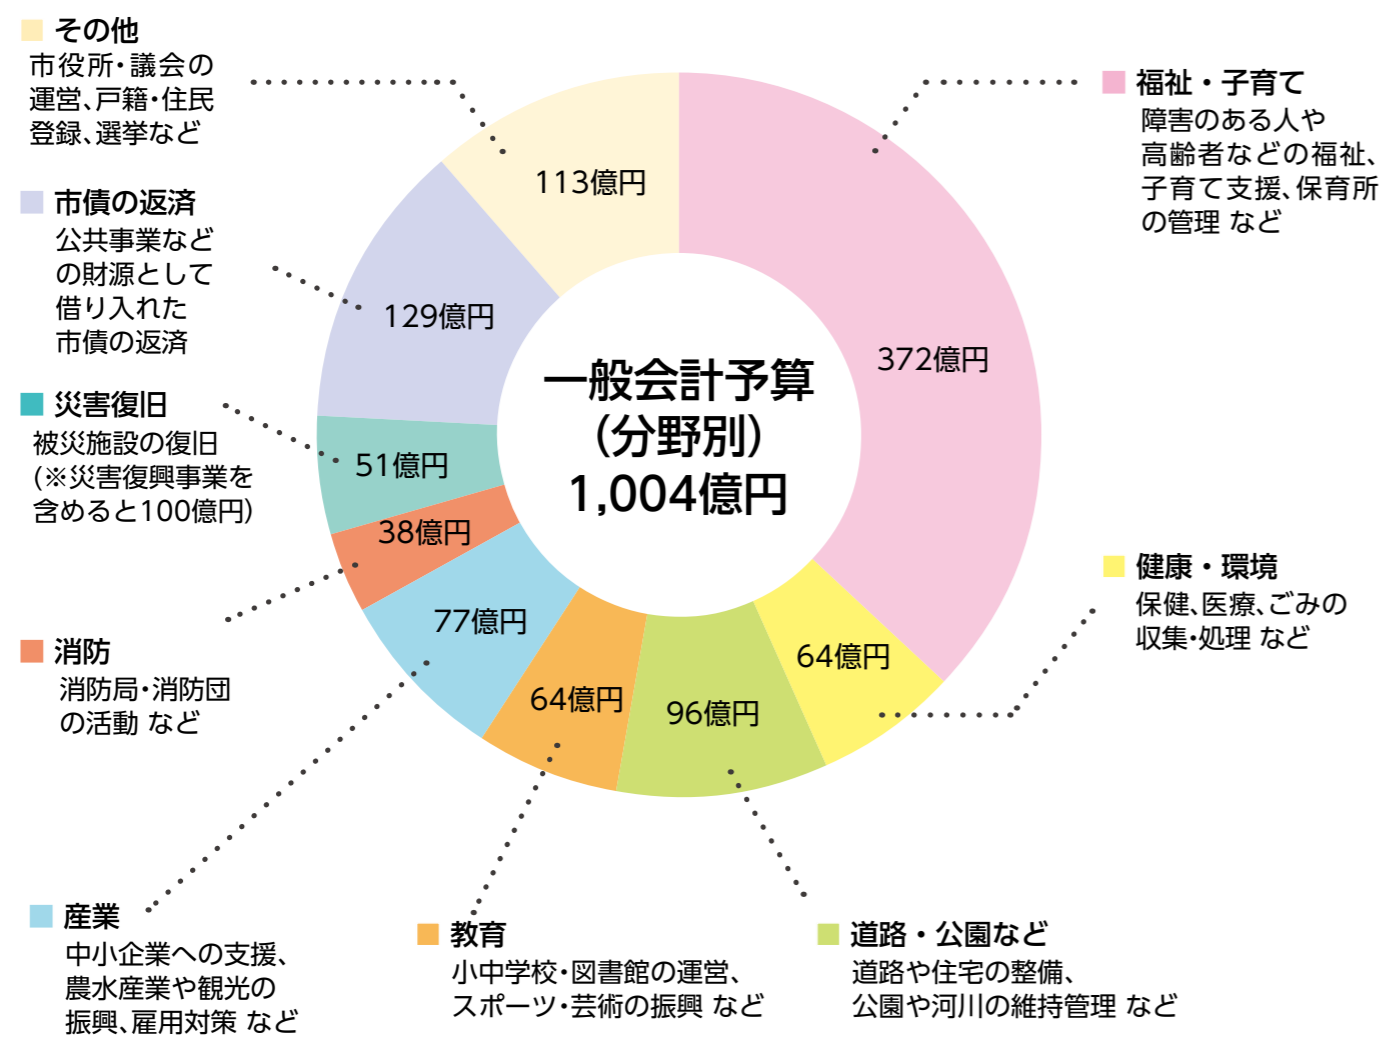 その他
市役所・議会の
運営、戸籍・住民
登録、選挙など
市債の返済
公共事業など
の財源として
借り入れた
市債の返済
災害復旧
被災施設の復旧
(※災害復興事業を
含めると100億円)
消防
消防局・消防団
の活動 など
産業
中小企業への支援、
農水産業や観光の
振興、雇用対策 など
教育
小中学校・図書館の運営、
スポーツ・芸術の振興 など
道路・公園など
道路や住宅の整備、
公園や河川の維持管理 など
健康・環境
保健、医療、ごみの
収集・処理 など
福祉・子育て
障害のある人や
高齢者などの福祉、
子育て支援、保育所
の管理 など
一般会計予算
(分野別)
1,004億円
372億円
64億円
96億円
64億円
77億円
38億円
51億円
129億円
113億円